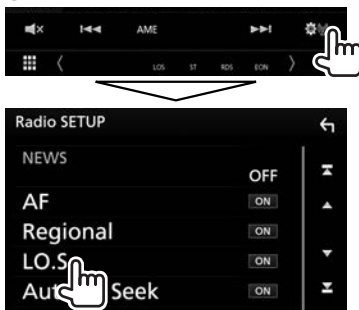 AME
LOS ST RDS EON
Radio SETUP
NEWS
OFF
AF ON
Regional ON
LO.S ON
Seek ON